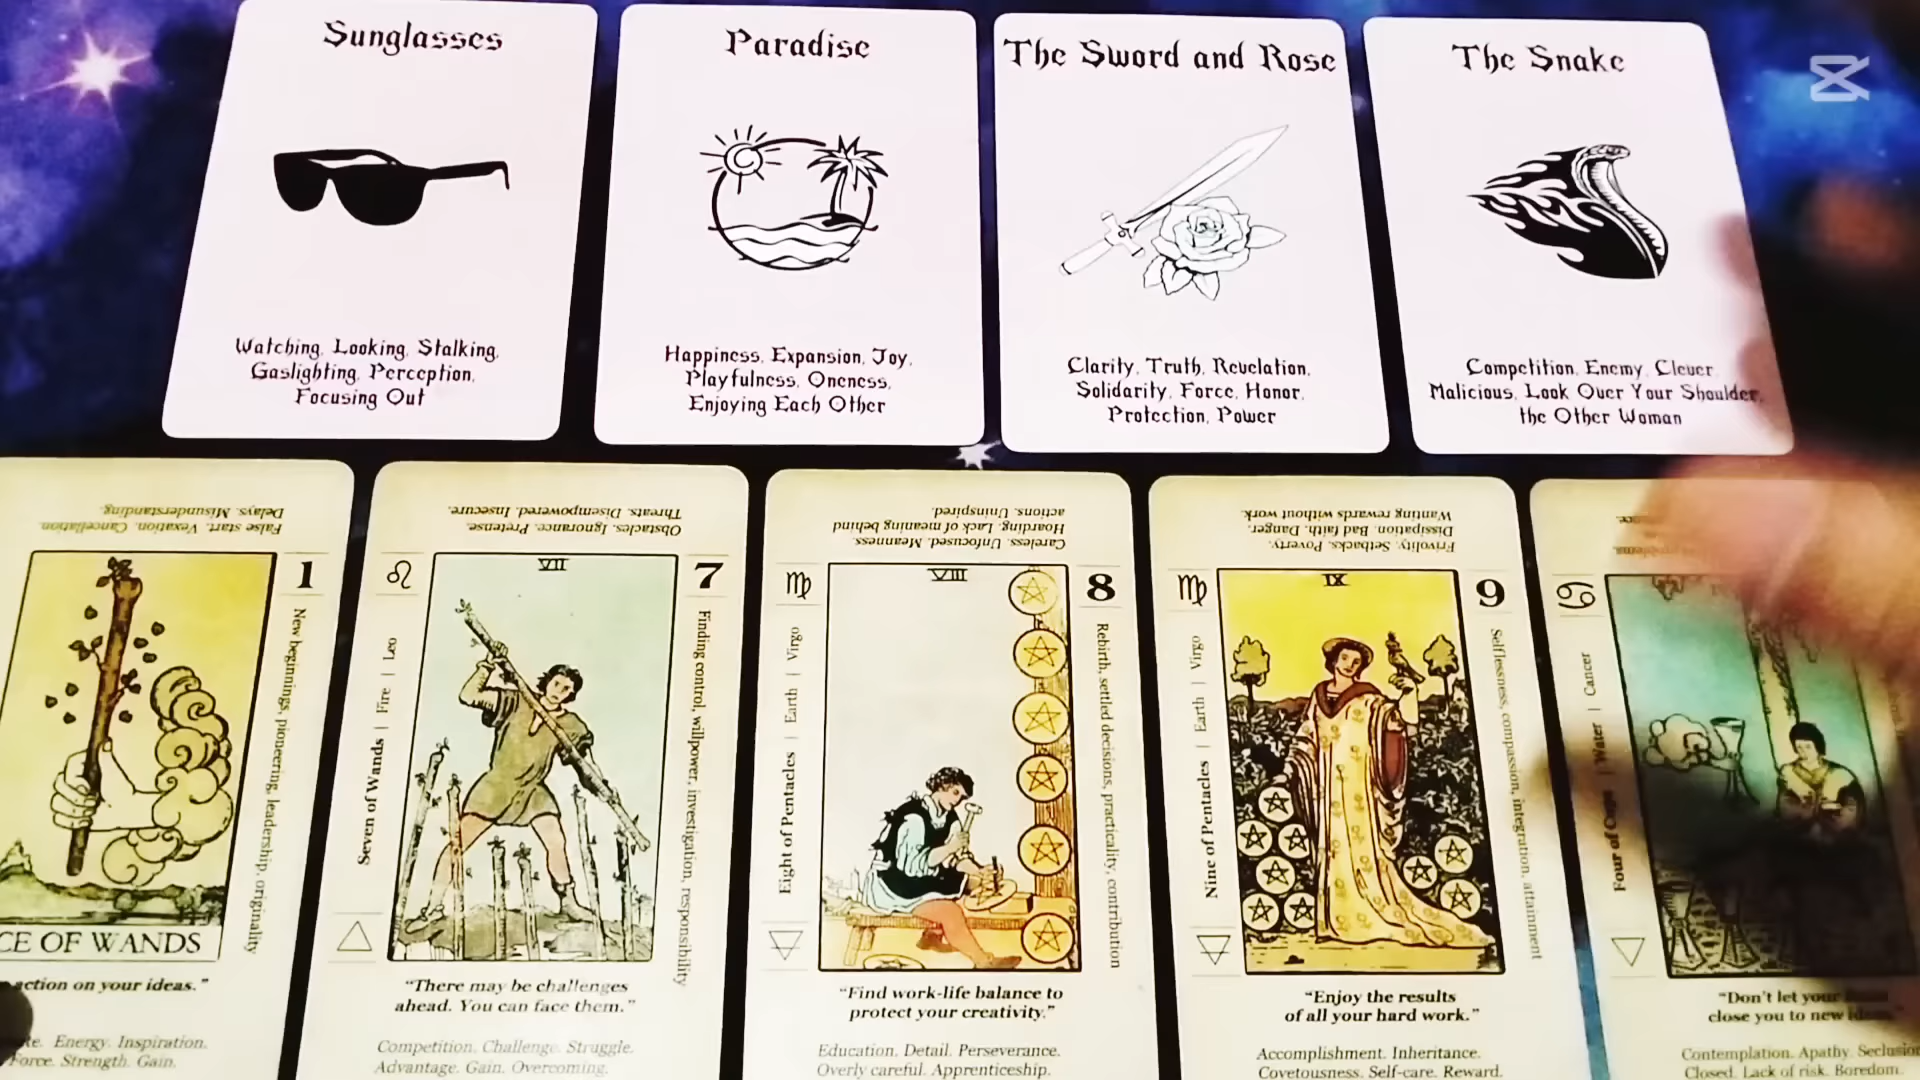 Sunglasses
Watching, Looking, Stalking,
Gaslighting, Perception,
Focusing Out
Paradise
Happiness, Expansion, Joy,
Playfulness, Oneness,
Enjoying Each Other
The Sword and Rose
Clarity, Truth, Revelation,
Solidarity, Force, Honor,
Protection, Power
The Snake
Competition, Enemy, Clever,
Malicious, Look Over Your Shoulder,
the Other Woman
False start. Vexation. Cancellation.
Delays. Misunderstanding.
1
New beginnings, pioneering, leadership, originality
CE OF WANDS
action on your ideas.”
Energy. Inspiration.
Force. Strength. Gain.
Obstacles. Ignorance. Pretense.
Threats. Disempowered. Insecure.
VII
7
Seven of Wands | Fire | Leo
Finding control, willpower, investigation, responsibility
“There may be challenges
ahead. You can face them.”
Competition. Challenge. Struggle.
Advantage. Gain. Overcoming.
Careless. Unfocused. Meanness.
Hoarding. Lack of meaning behind
actions. Uninspired.
VIII
8
Eight of Pentacles | Earth | Virgo
Rebirth, settled decisions, practicality, contribution
“Find work-life balance to
protect your creativity.”
Education. Detail. Perseverance.
Overly careful. Apprenticeship.
Frivolity. Setbacks. Poverty.
Dissipation. Bad faith. Danger.
Wanting rewards without work.
IX
9
Nine of Pentacles | Earth | Virgo
Selflessness, compassion, integration, attainment
“Enjoy the results
of all your hard work.”
Accomplishment. Inheritance.
Covetousness. Self-care. Reward.
Four of Cups | Water | Cancer
“Don’t let your
close you to new
Contemplation. Apathy. Seclusion
Closed. Lack of risk. Boredom.